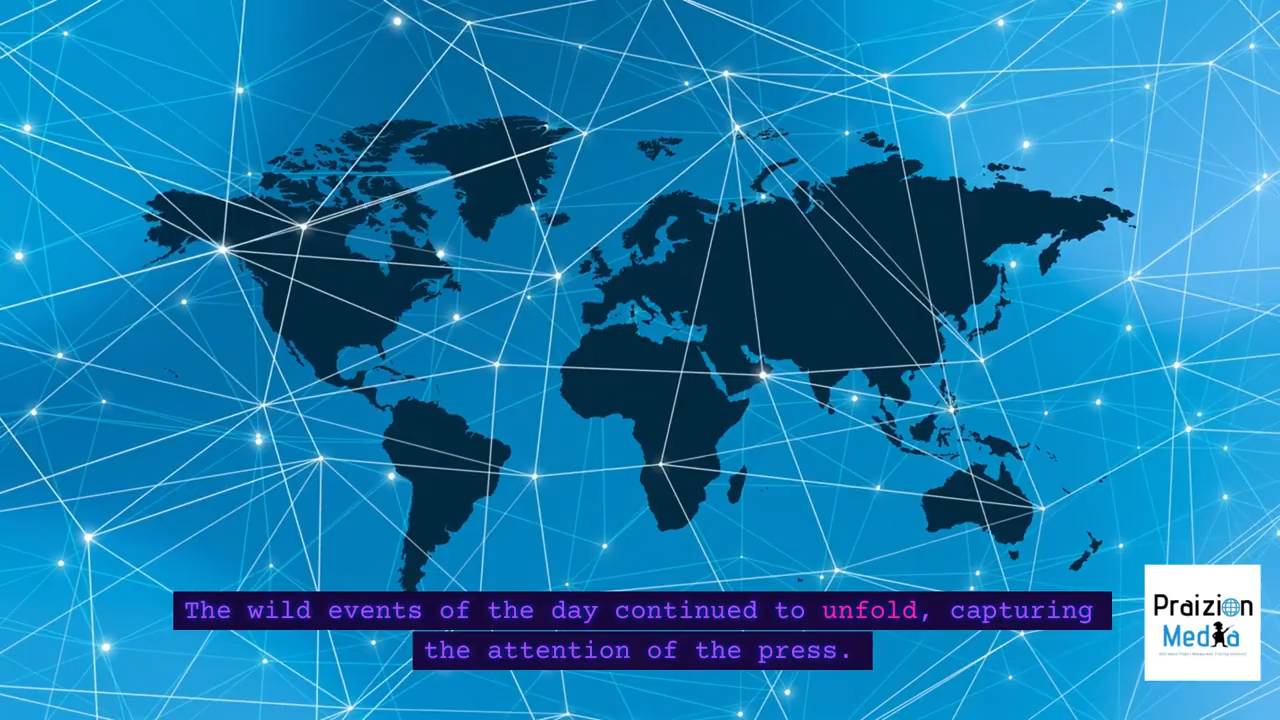 The wild events of the day continued to unfold, capturing
the attention of the press.
Praizion
Media